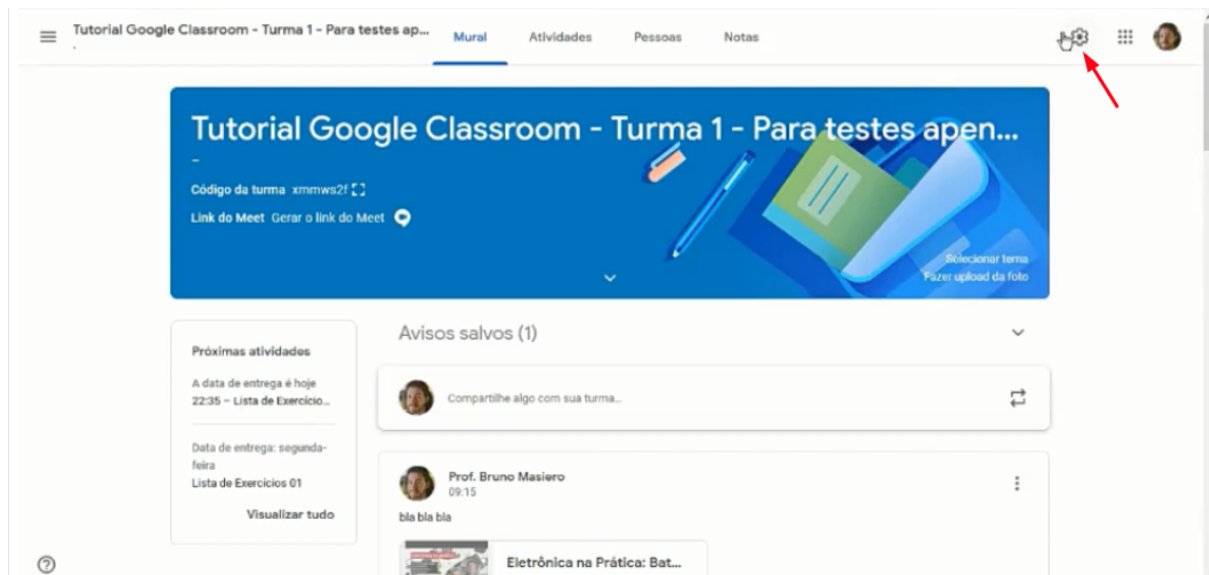 Tutorial Google Classroom - Turma 1 - Para testes ap...
Mural
Atividades
Pessoas
Notas
Tutorial Google Classroom - Turma 1 - Para testes apen...
–
Código da turma xmmws2f
Link do Meet Gerar o link do Meet
Selecionar tema
Fazer upload da foto
Próximas atividades
A data de entrega é hoje
22:35 – Lista de Exercício...
Data de entrega: segunda-
feira
Lista de Exercícios 01
Visualizar tudo
Avisos salvos (1)
Compartilhe algo com sua turma...
Prof. Bruno Masiero
09:15
bla bla bla
Eletrônica na Prática: Bat...